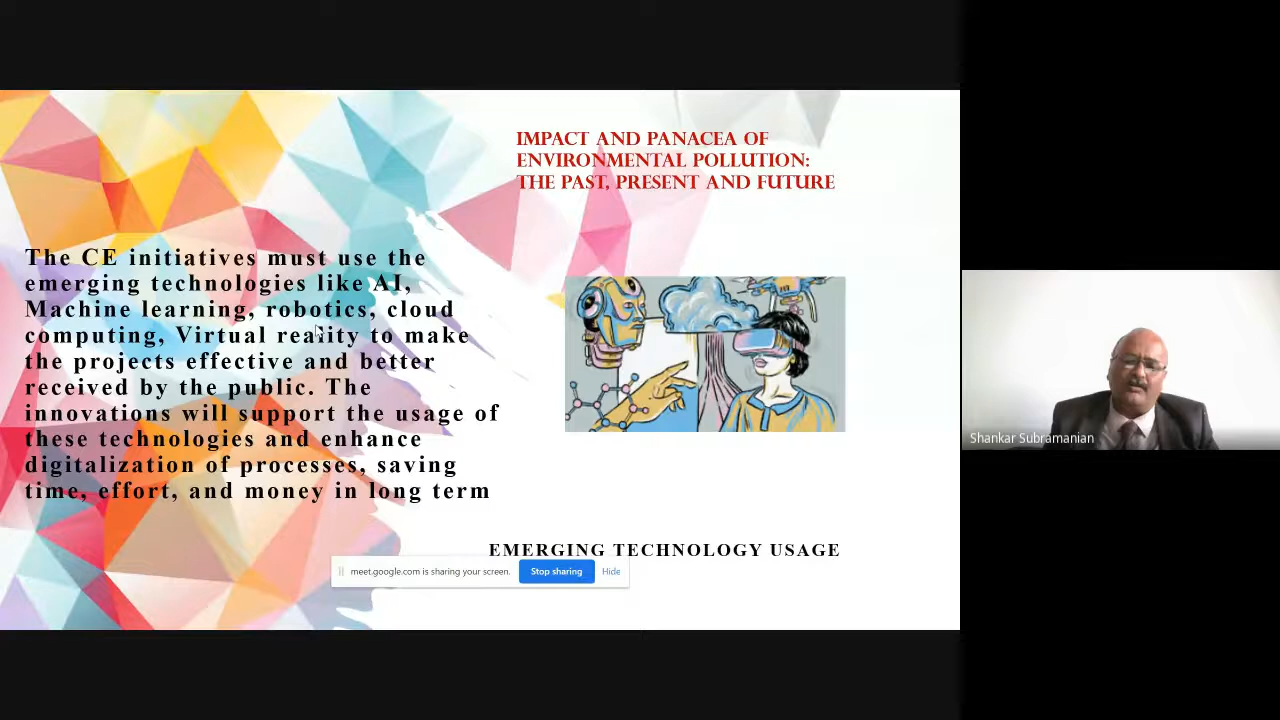 IMPACT AND PANACEA OF
ENVIRONMENTAL POLLUTION:
THE PAST, PRESENT AND FUTURE
The CE initiatives must use the
emerging technologies like AI,
Machine learning, robotics, cloud
computing, Virtual reality to make
the projects effective and better
received by the public. The
innovations will support the usage of
these technologies and enhance
digitalization of processes, saving
time, effort, and money in long term
EMERGING TECHNOLOGY USAGE
meet.google.com is sharing your screen.
Stop sharing
Hide
Shankar Subramanian